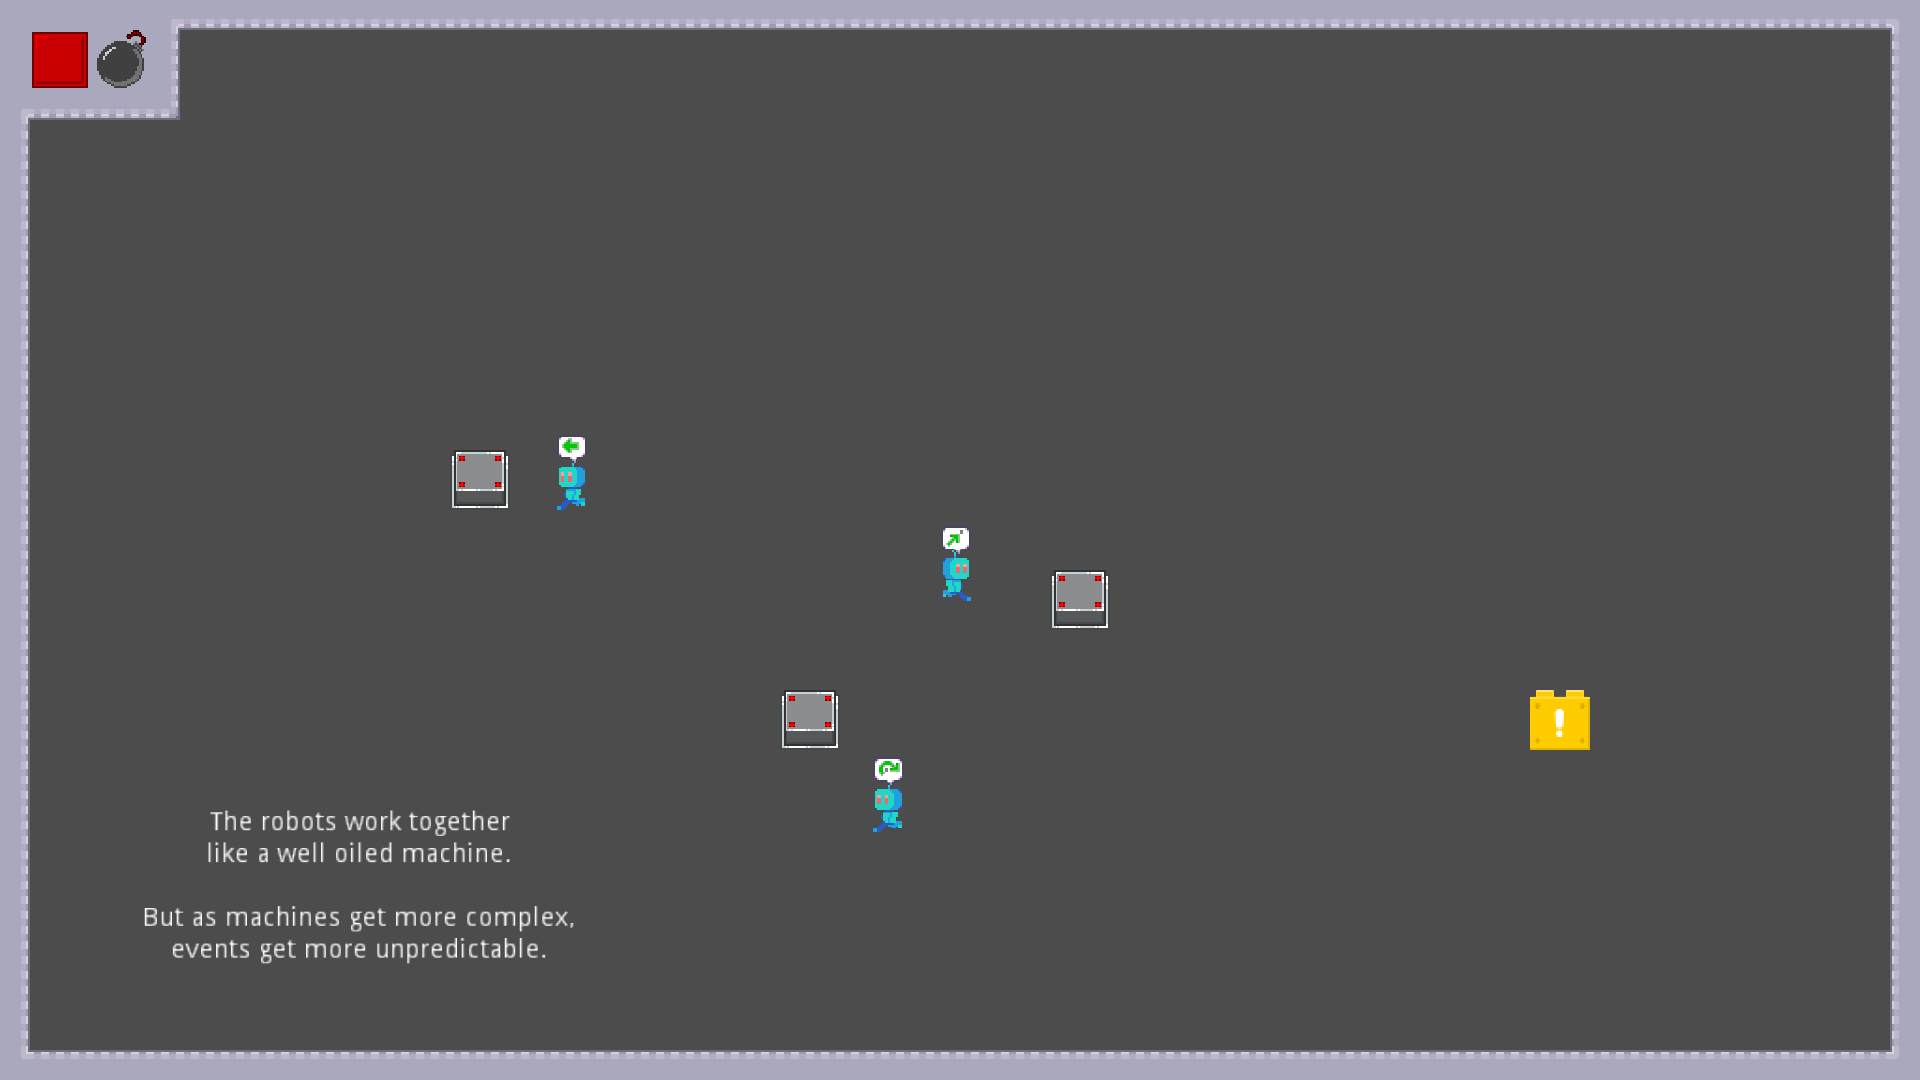 The robots work together
like a well oiled machine.
But as machines get more complex,
events get more unpredictable.
!